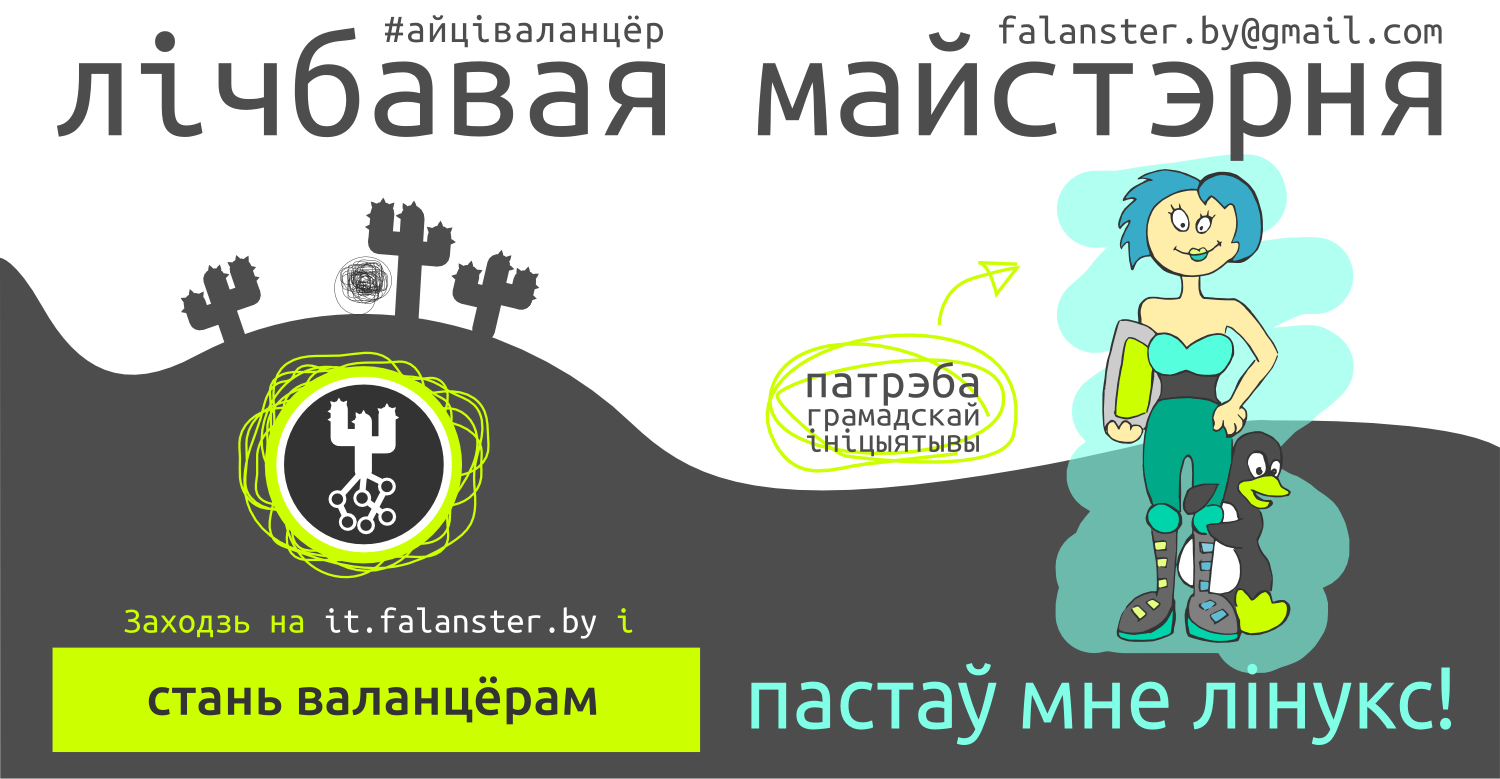 #айціваланцёр
falanster.by@gmail.com
лічбавая майстэрня
патрэба
грамадскай
ініцыятывы
Заходзь на it.falanster.by і
стань валанцёрам
пастаў мне лінукс!